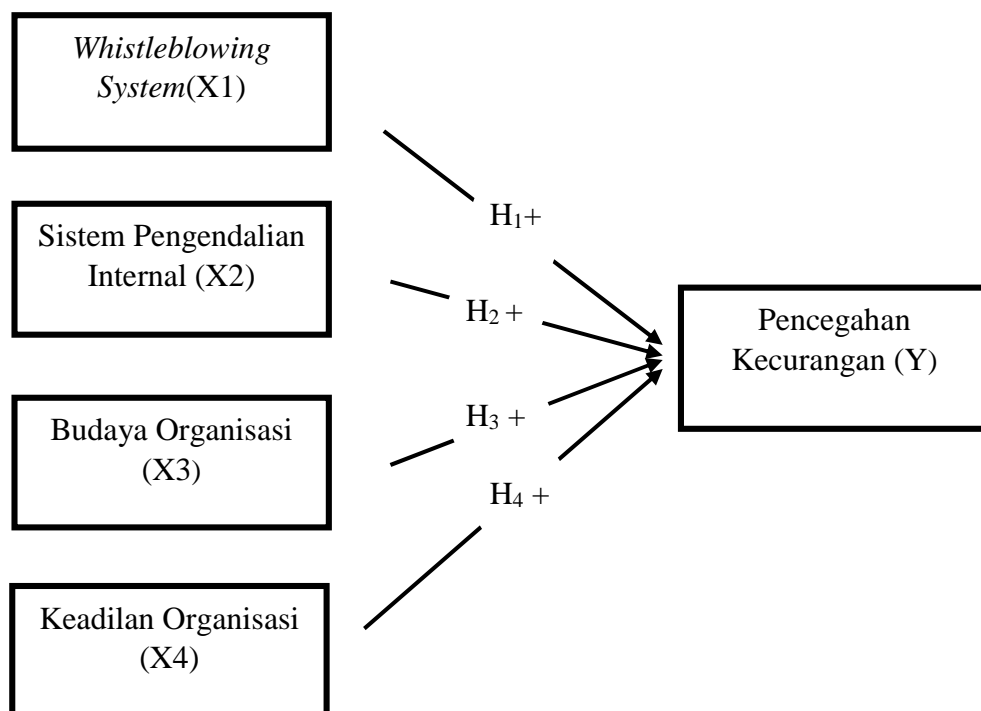 Whistleblowing
System(X1)
H₁+
Sistem Pengendalian
Internal (X2)
H₂ +
Pencegahan
Kecurangan (Y)
Budaya Organisasi
(X3)
H₃ +
H₄ +
Keadilan Organisasi
(X4)